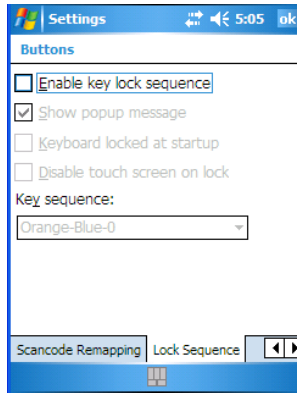 Settings 5:05 ok
Buttons
Enable key lock sequence
Show popup message
Keyboard locked at startup
Disable touch screen on lock
Key sequence:
Orange-Blue-0
Scancode Remapping Lock Sequence